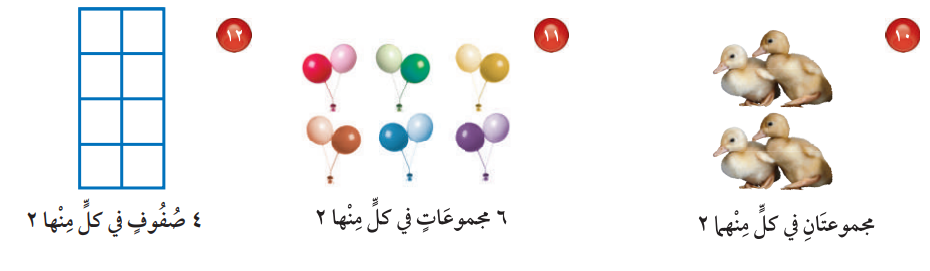 ١٠
مجموعتَانِ في كلٍّ مِنْهما ٢
١١
٦ مجموعَاتٍ في كلٍّ مِنْها ٢
١٢
٤ صُفُوفٍ في كلٍّ مِنْها ٢